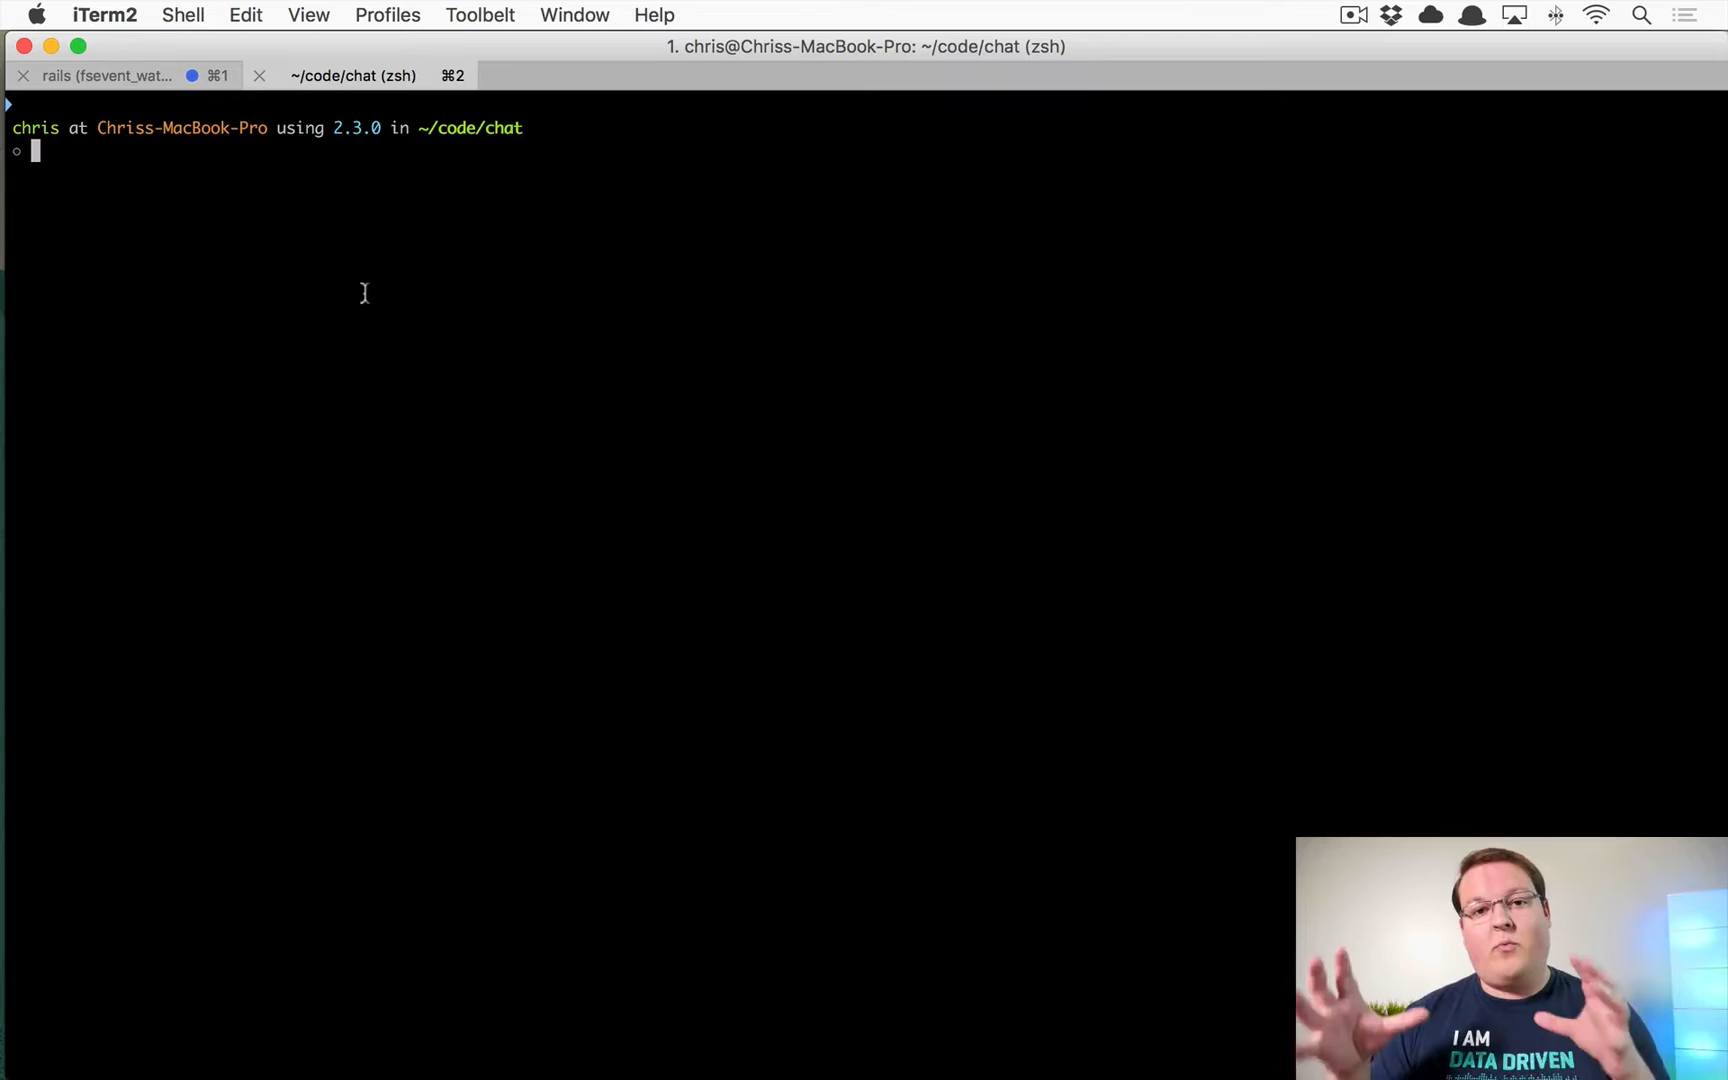 iTerm2 Shell Edit View Profiles Toolbelt Window Help
1. chris@Chriss-MacBook-Pro: ~/code/chat (zsh)
rails (fsevent_wat... ⌘1 ~/code/chat (zsh) ⌘2
chris at Chriss-MacBook-Pro using 2.3.0 in ~/code/chat
I AM
DATA DRIVEN